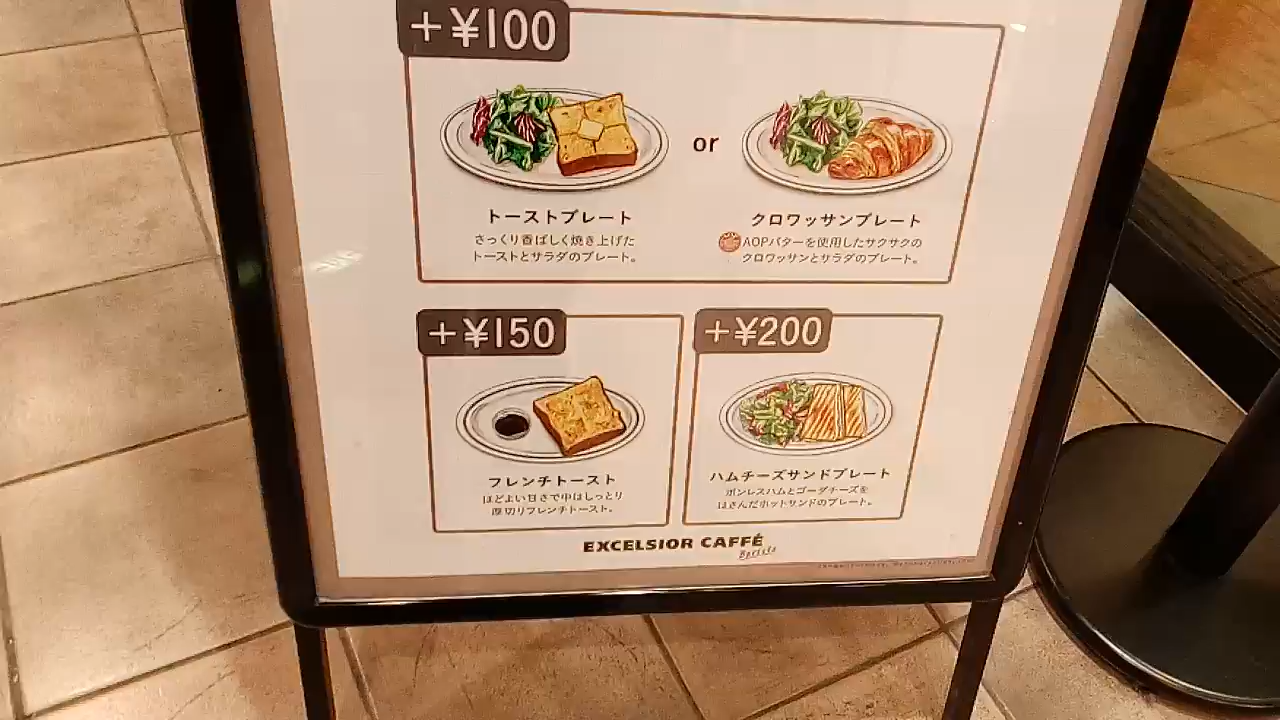 +¥100
トーストプレート
さっくり香ばしく焼き上げた
トーストとサラダのプレート。
or
クロワッサンプレート
AOPバターを使用したサクサクの
クロワッサンとサラダのプレート。
+¥150
フレンチトースト
ほどよい甘さで中はしっとり
厚切りフレンチトースト。
+¥200
ハムチーズサンドプレート
ボンレスハムとゴーダチーズを
はさんだホットサンドのプレート。
EXCELSIOR CAFFÉ
Barista